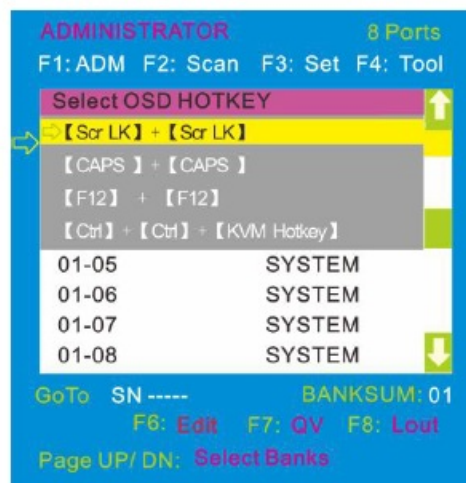 ADMINISTRATOR 8 Ports
F1: ADM F2: Scan F3: Set F4: Tool
Select OSD HOTKEY
【Scr LK】+【Scr LK】
【CAPS 】+【CAPS 】
【F12】 + 【F12】
【Ctrl】+【Ctrl】+【KVM Hotkey】
01-05 SYSTEM
01-06 SYSTEM
01-07 SYSTEM
01-08 SYSTEM
GoTo SN ----- BANKSUM: 01
F6: Edit F7: QV F8: Lout
Page UP/ DN: Select Banks